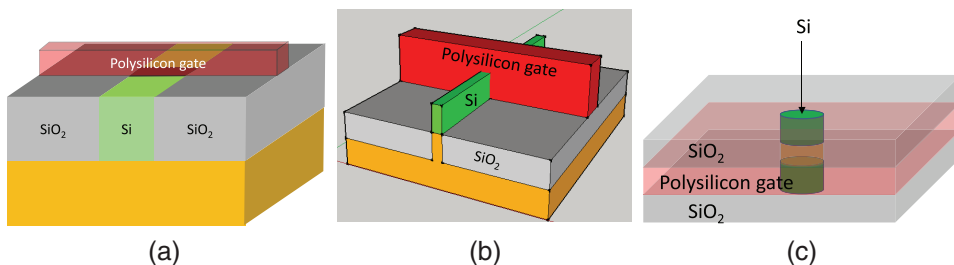 Polysilicon gate
SiO2
Si
SiO2
(a)
Polysilicon gate
Si
SiO2
(b)
Si
SiO2
Polysilicon gate
SiO2
(c)